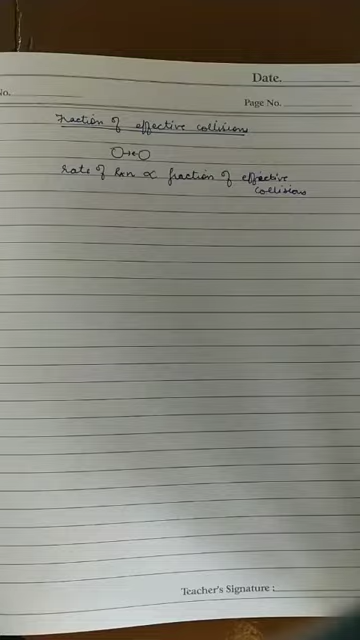 Date.
No.
Page No.
Fraction of effective collisions
rate of rxn ∝ fraction of effective
collisions
Teacher's Signature :